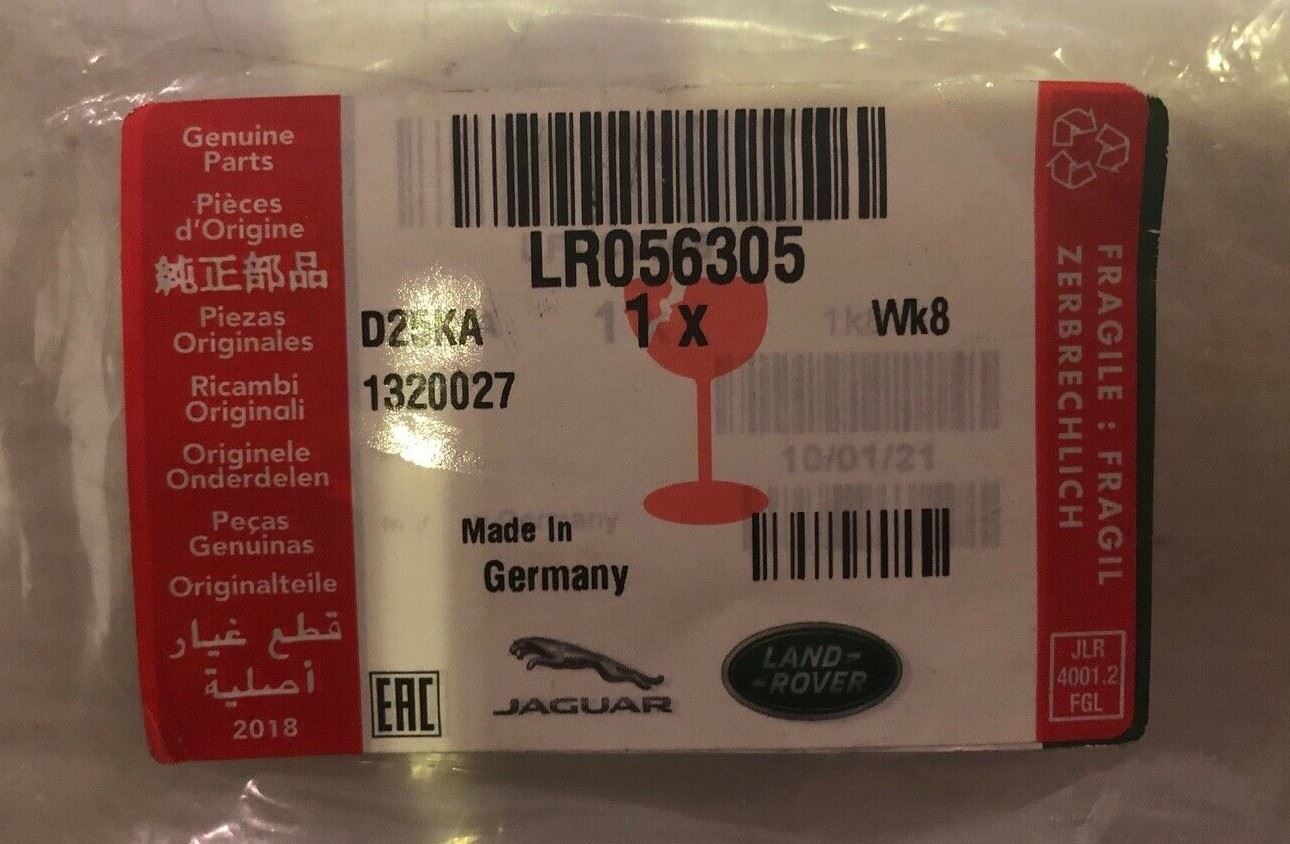 Genuine
Parts
Pièces
d'Origine
純正部品
Piezas
Originales
Ricambi
Originali
Originele
Onderdelen
Peças
Genuinas
Originalteile
قطع غيار
أصلية
2018
LR056305
1 x
Wk8
1320027
10/01/21
Made In
Germany
EAC
JAGUAR
LAND-
-ROVER
FRAGILE : FRAGIL
ZERBRECHLICH
JLR
4001.2
FGL